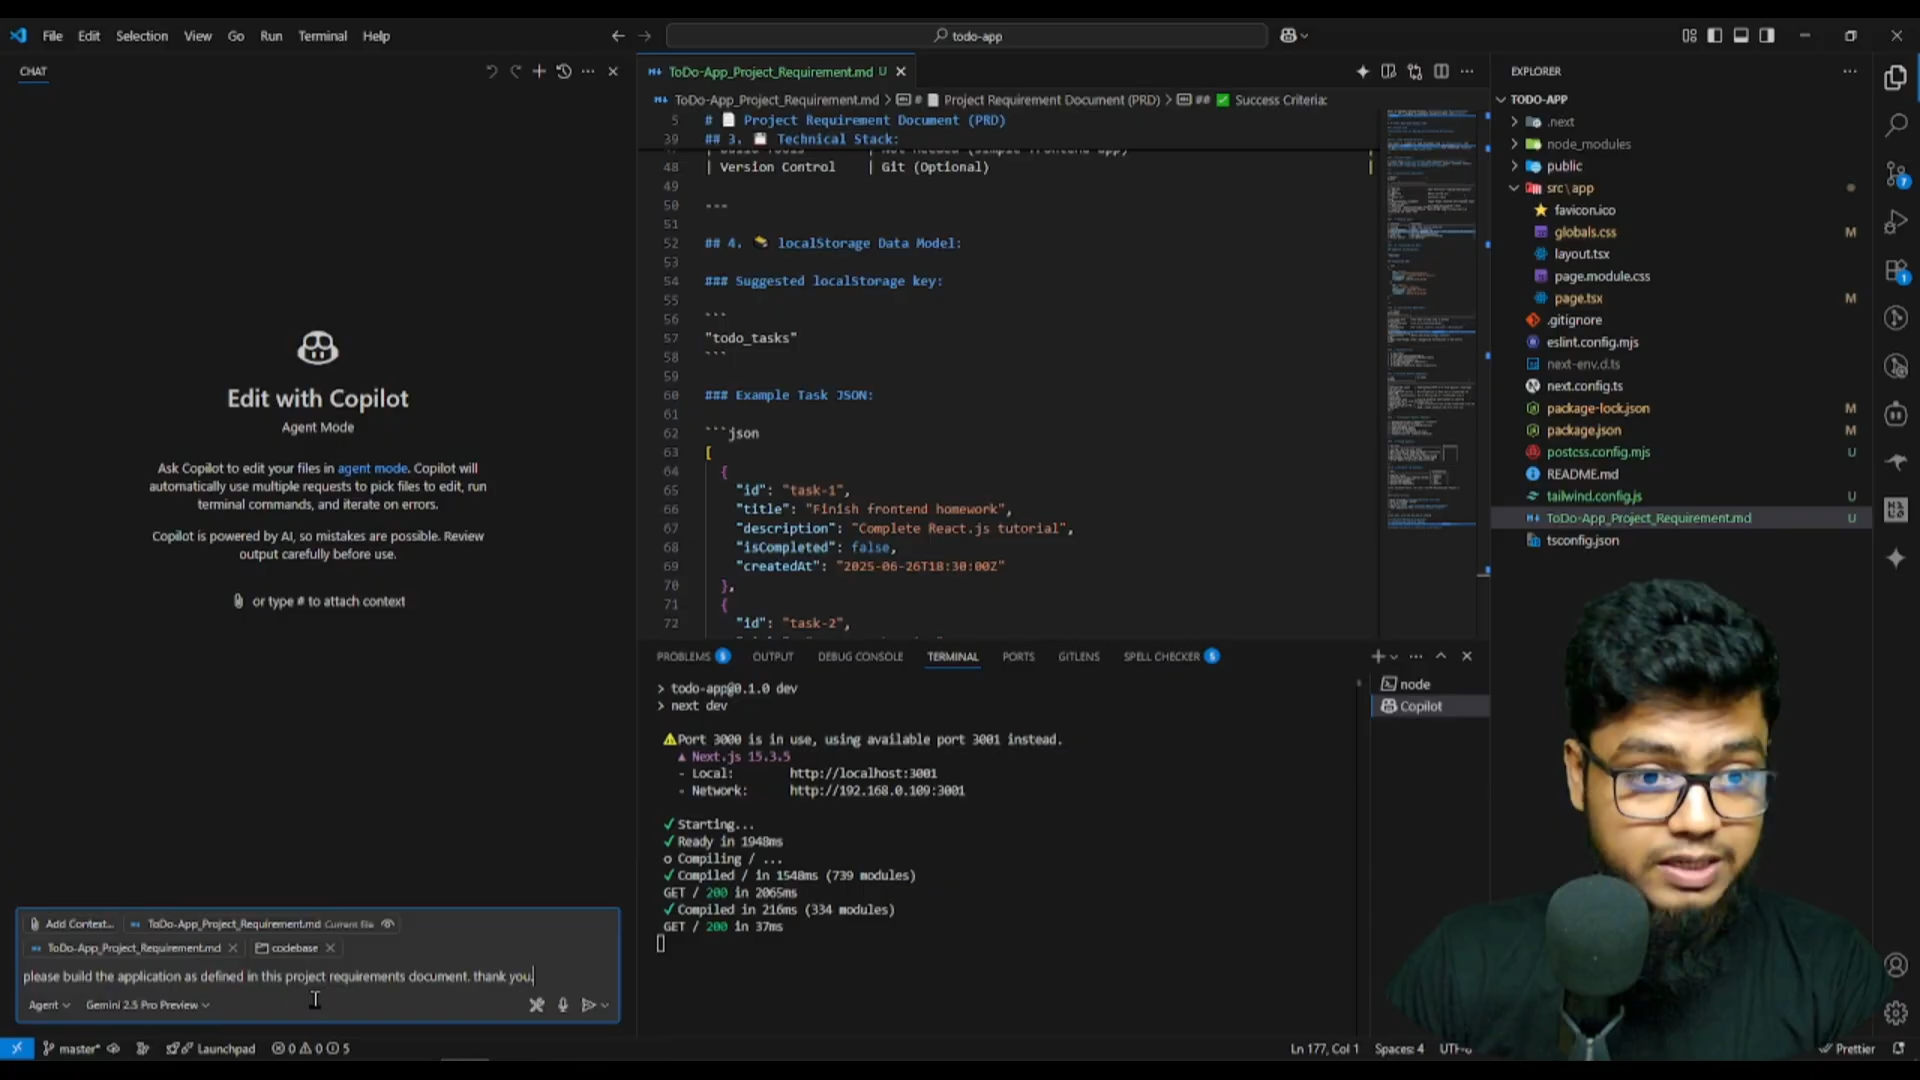 File Edit Selection View Go Run Terminal Help
todo-app
CHAT
Edit with Copilot
Agent Mode
Ask Copilot to edit your files in agent mode. Copilot will
automatically use multiple requests to pick files to edit, run
terminal commands, and iterate on errors.
Copilot is powered by AI, so mistakes are possible. Review
output carefully before use.
or type # to attach context
Add Context... ToDo-App_Project_Requirement.md Current file
ToDo-App_Project_Requirement.md codebase
please build the application as defined in this project requirements document. thank you.
Agent Gemini 2.5 Pro Preview
ToDo-App_Project_Requirement.md U
ToDo-App_Project_Requirement.md > # Project Requirement Document (PRD) > ## Success Criteria:
5 # Project Requirement Document (PRD)
39 ## 3. Technical Stack:
48 | Version Control | Git (Optional)
49
50 ---
51
52 ## 4. localStorage Data Model:
53
54 ### Suggested localStorage key:
55
56 ```
57 "todo_tasks"
58 ```
59
60 ### Example Task JSON:
61
62 ```json
63 [
64 {
65 "id": "task-1",
66 "title": "Finish frontend homework",
67 "description": "Complete React.js tutorial",
68 "isCompleted": false,
69 "createdAt": "2025-06-26T18:30:00Z"
70 },
71 {
72 "id": "task-2",
PROBLEMS 5 OUTPUT DEBUG CONSOLE TERMINAL PORTS GITLENS SPELL CHECKER 5
> todo-app@0.1.0 dev
> next dev
Port 3000 is in use, using available port 3001 instead.
▲ Next.js 15.3.5
- Local: http://localhost:3001
- Network: http://192.168.0.109:3001
✓ Starting...
✓ Ready in 1948ms
○ Compiling / ...
✓ Compiled / in 1548ms (739 modules)
GET / 200 in 2065ms
✓ Compiled in 216ms (334 modules)
GET / 200 in 37ms
node
Copilot
EXPLORER
TODO-APP
.next
node_modules
public
src\app
favicon.ico
globals.css M
layout.tsx
page.module.css
page.tsx M
.gitignore
eslint.config.mjs
next-env.d.ts
next.config.ts
package-lock.json M
package.json M
postcss.config.mjs U
README.md
tailwind.config.js U
ToDo-App_Project_Requirement.md U
tsconfig.json
7
1
master* Launchpad 0 0 5
Ln 177, Col 1 Spaces: 4 Prettier